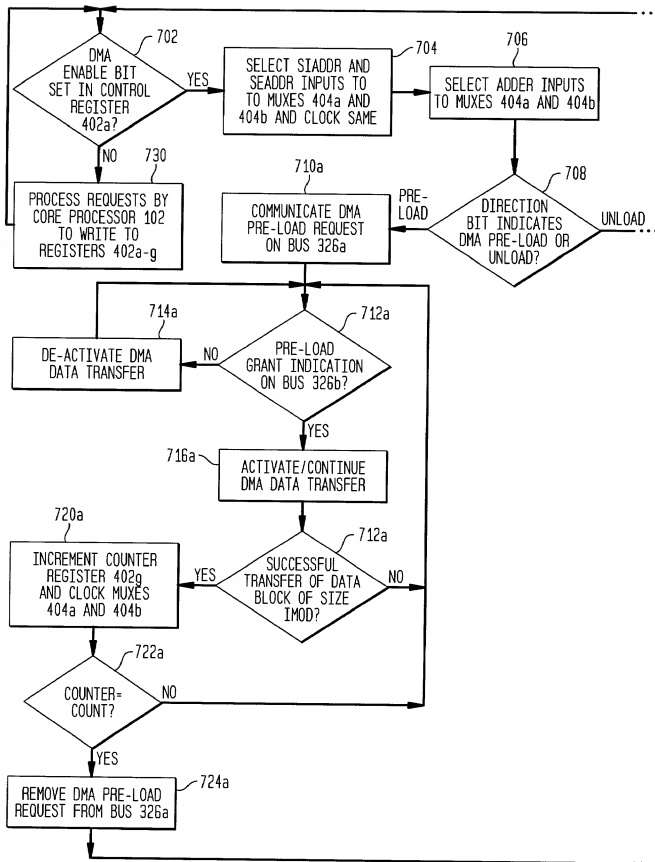 702
DMA
ENABLE BIT
SET IN CONTROL
REGISTER
402a?
YES
NO
704
SELECT SIADDR AND
SEADDR INPUTS TO
TO MUXES 404a AND
404b AND CLOCK SAME
706
SELECT ADDER INPUTS
TO MUXES 404a AND 404b
730
PROCESS REQUESTS BY
CORE PROCESSOR 102
TO WRITE TO
REGISTERS 402a-g
708
DIRECTION
BIT INDICATES
DMA PRE-LOAD OR
UNLOAD?
PRE-
LOAD
UNLOAD
710a
COMMUNICATE DMA
PRE-LOAD REQUEST
ON BUS 326a
712a
PRE-LOAD
GRANT INDICATION
ON BUS 326b?
NO
YES
714a
DE-ACTIVATE DMA
DATA TRANSFER
716a
ACTIVATE/CONTINUE
DMA DATA TRANSFER
712a
SUCCESSFUL
TRANSFER OF DATA
BLOCK OF SIZE
IMOD?
YES
NO
720a
INCREMENT COUNTER
REGISTER 402g
AND CLOCK MUXES
404a AND 404b
722a
COUNTER=
COUNT?
NO
YES
724a
REMOVE DMA PRE-LOAD
REQUEST FROM BUS 326a